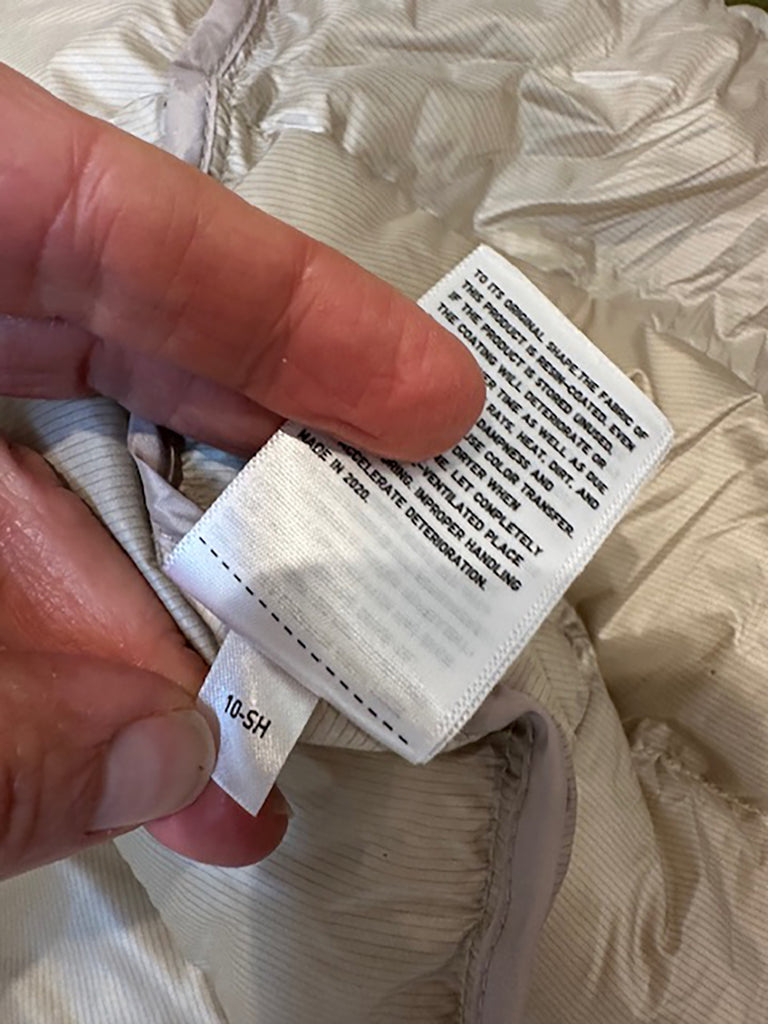 TO ITS ORIGINAL SHAPE.THE FABRIC OF
THIS PRODUCT IS RESIN-COATED. EVEN
IF THE PRODUCT IS STORED UNUSED,
THE COATING WILL DETERIORATE OR
TIME AS WELL AS DUE
RAYS, HEAT, DIRT, AND
DAMPNESS AND
COLOR TRANSFER.
WHEN
LET COMPLETELY
-VENTILATED PLACE
IMPROPER HANDLING
ACCELERATE DETERIORATION.
MADE IN 2020.
10-SH